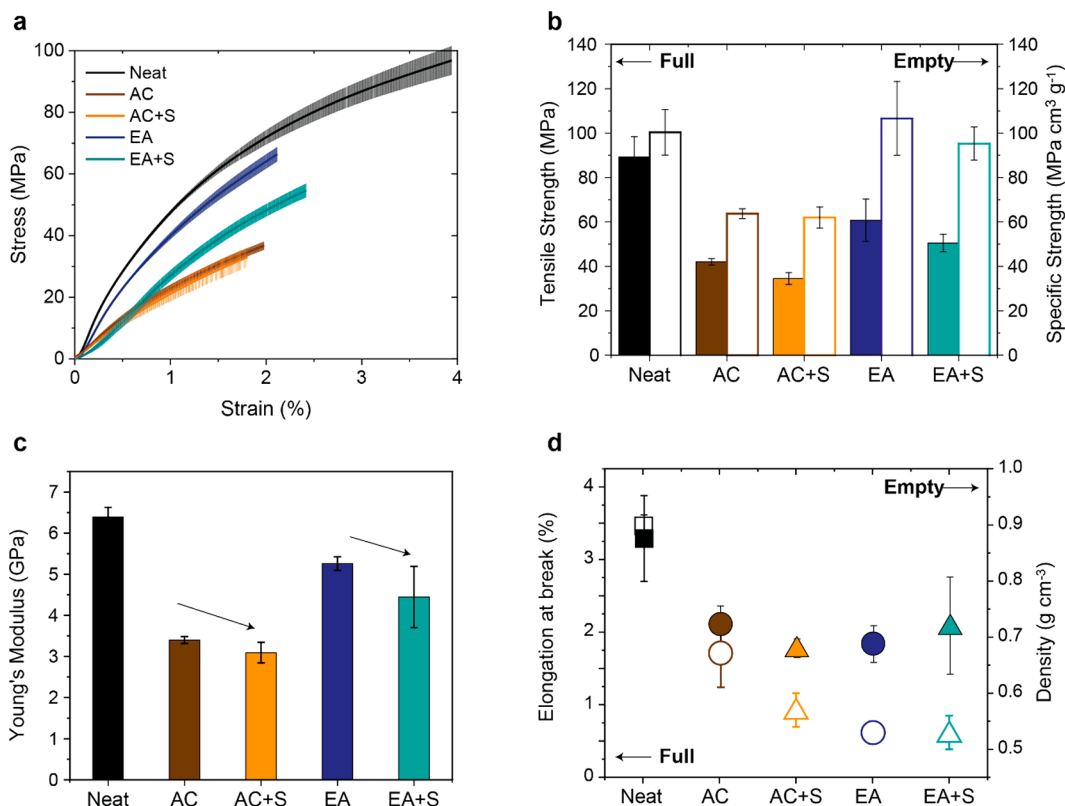 a
Stress (MPa)
100
80
60
40
20
0
Neat
AC
AC+S
EA
EA+S
0
1
2
3
4
Strain (%)
b
Tensile Strength (MPa)
140
120
100
80
60
40
20
0
Full
Empty
140
120
100
80
60
40
20
0
Specific Strength (MPa cm³ g⁻¹)
Neat
AC
AC+S
EA
EA+S
c
Young's Modulus (GPa)
7
6
5
4
3
2
1
0
Neat
AC
AC+S
EA
EA+S
d
Elongation at break (%)
4
3
2
1
0
Empty
Full
1.0
0.9
0.8
0.7
0.6
0.5
Density (g cm⁻³)
Neat
AC
AC+S
EA
EA+S